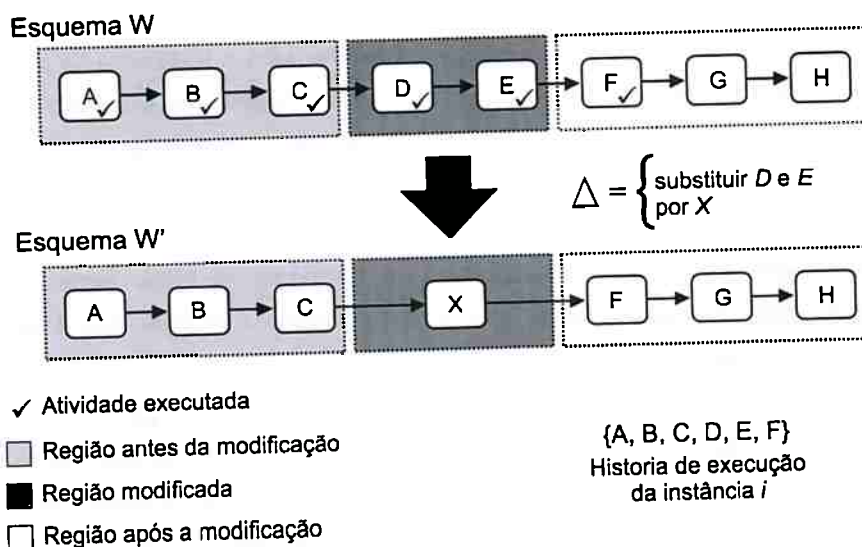 Esquema W
A B C D E F G H
Δ = { substituir D e E
por X
Esquema W'
A B C X F G H
✓ Atividade executada
Região antes da modificação
Região modificada
Região após a modificação
{A, B, C, D, E, F}
Historia de execução
da instância i